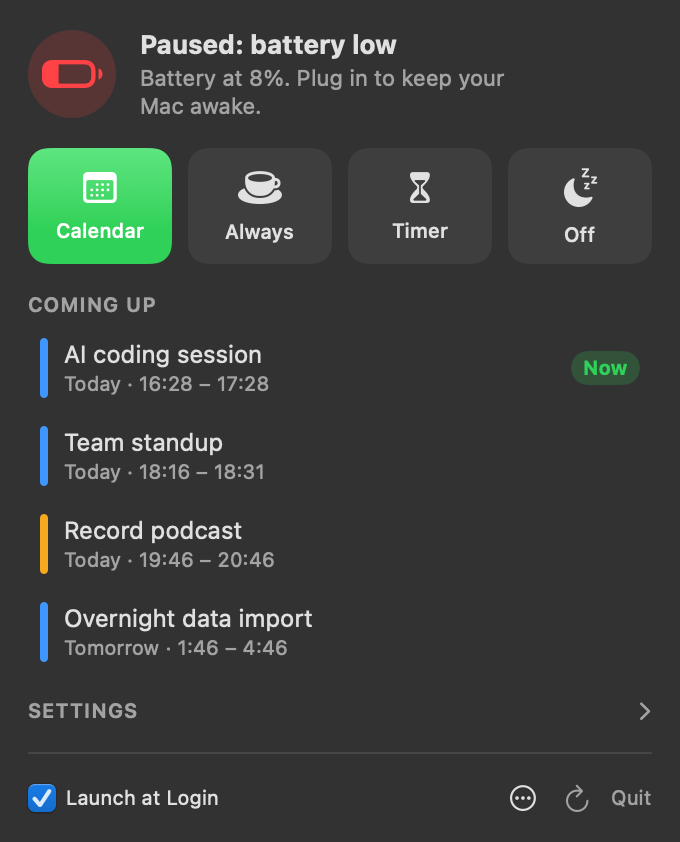 Paused: battery low
Battery at 8%. Plug in to keep your
Mac awake.
Calendar
Always
Timer
Off
COMING UP
AI coding session
Today · 16:28 – 17:28
Now
Team standup
Today · 18:16 – 18:31
Record podcast
Today · 19:46 – 20:46
Overnight data import
Tomorrow · 1:46 – 4:46
SETTINGS
Launch at Login
Quit